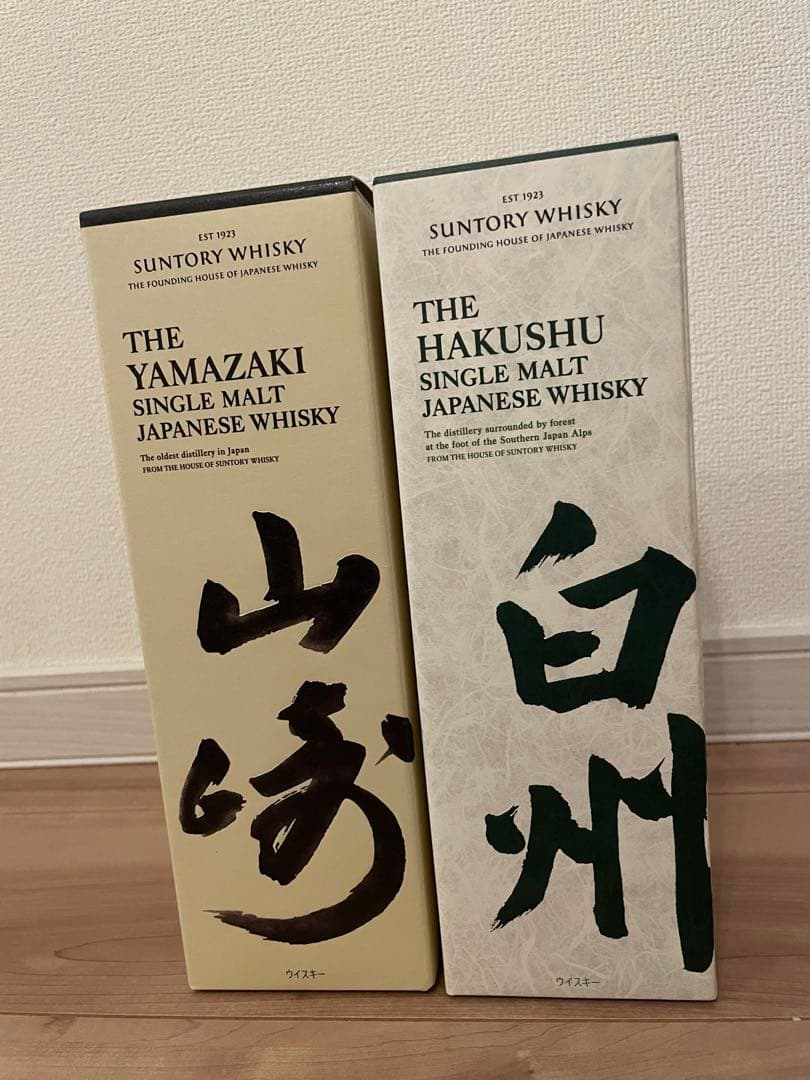 EST 1923
SUNTORY WHISKY
THE FOUNDING HOUSE OF JAPANESE WHISKY
THE
YAMAZAKI
SINGLE MALT
JAPANESE WHISKY
The oldest distillery in Japan
FROM THE HOUSE OF SUNTORY WHISKY
山
崎
ウイスキー
EST 1923
SUNTORY WHISKY
THE FOUNDING HOUSE OF JAPANESE WHISKY
THE
HAKUSHU
SINGLE MALT
JAPANESE WHISKY
The distillery surrounded by forest
at the foot of the Southern Japan Alps
FROM THE HOUSE OF SUNTORY WHISKY
白
州
ウイスキー